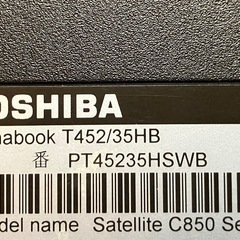 OSHIBA
nabook T452/35HB
番 PT45235HSWB
del name Satellite C850 Se